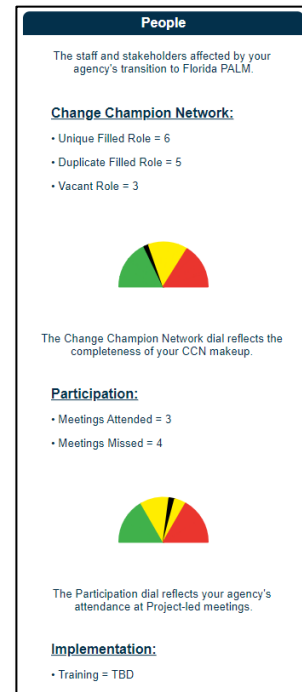 People
The staff and stakeholders affected by your
agency's transition to Florida PALM.
Change Champion Network:
• Unique Filled Role = 6
• Duplicate Filled Role = 5
• Vacant Role = 3
The Change Champion Network dial reflects the
completeness of your CCN makeup.
Participation:
• Meetings Attended = 3
• Meetings Missed = 4
The Participation dial reflects your agency's
attendance at Project-led meetings.
Implementation:
• Training = TBD